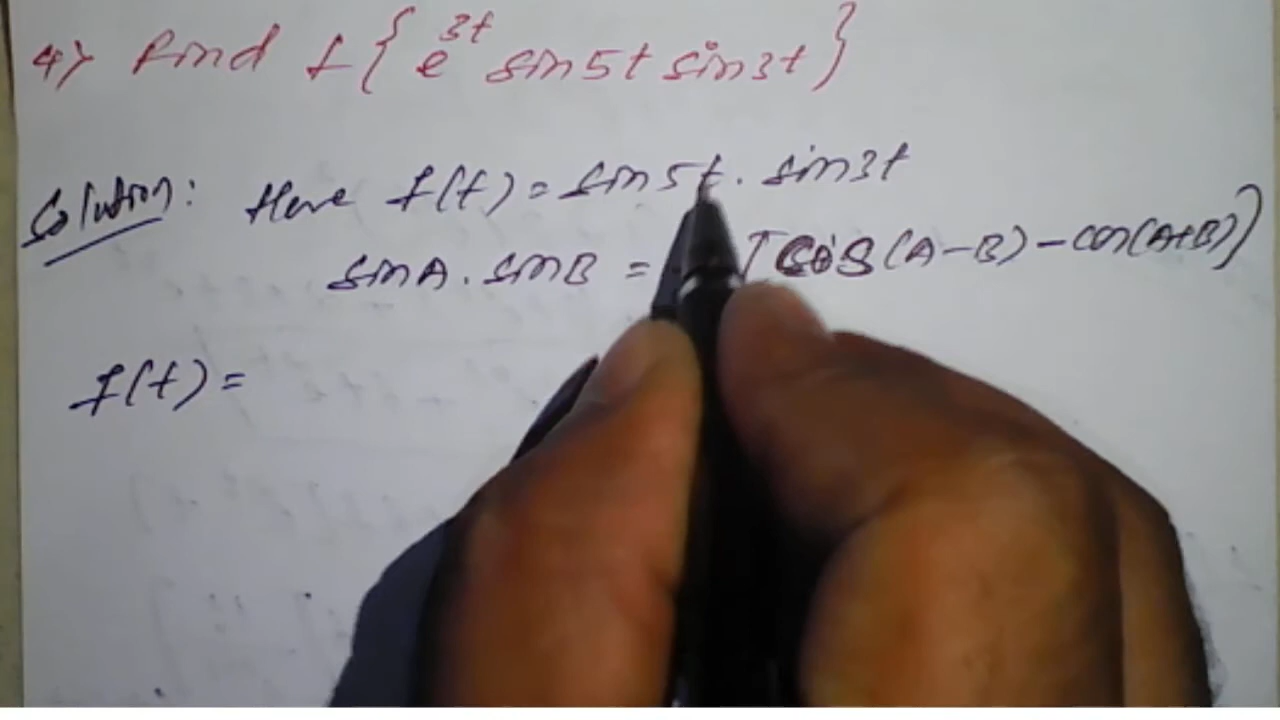 4) Find L{e^3t sin5t sin3t}
Solution: Here f(t) = sin5t . sin3t
sinA . sinB = [cos(A-B) - cos(A+B)]
f(t) =